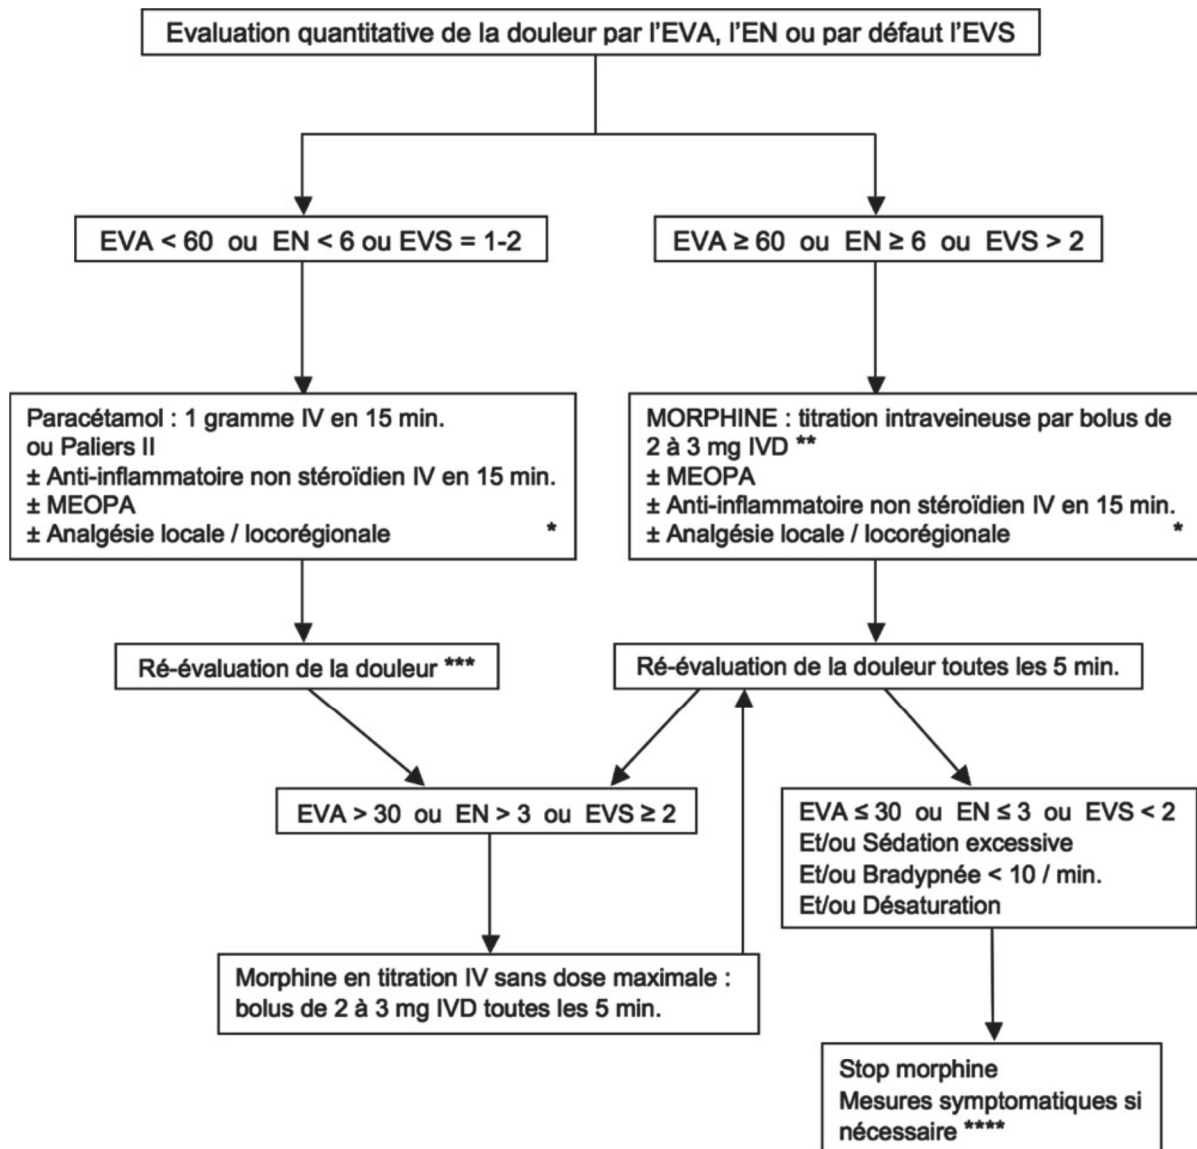 Evaluation quantitative de la douleur par l'EVA, l'EN ou par défaut l'EVS
EVA < 60 ou EN < 6 ou EVS = 1-2
EVA ≥ 60 ou EN ≥ 6 ou EVS > 2
Paracétamol : 1 gramme IV en 15 min.
ou Paliers II
± Anti-inflammatoire non stéroïdien IV en 15 min.
± MEOPA
± Analgésie locale / locorégionale *
MORPHINE : titration intraveineuse par bolus de
2 à 3 mg IVD **
± MEOPA
± Anti-inflammatoire non stéroïdien IV en 15 min.
± Analgésie locale / locorégionale *
Ré-évaluation de la douleur ***
Ré-évaluation de la douleur toutes les 5 min.
EVA > 30 ou EN > 3 ou EVS ≥ 2
EVA ≤ 30 ou EN ≤ 3 ou EVS < 2
Et/ou Sédation excessive
Et/ou Bradypnée < 10 / min.
Et/ou Désaturation
Morphine en titration IV sans dose maximale :
bolus de 2 à 3 mg IVD toutes les 5 min.
Stop morphine
Mesures symptomatiques si
nécessaire ****